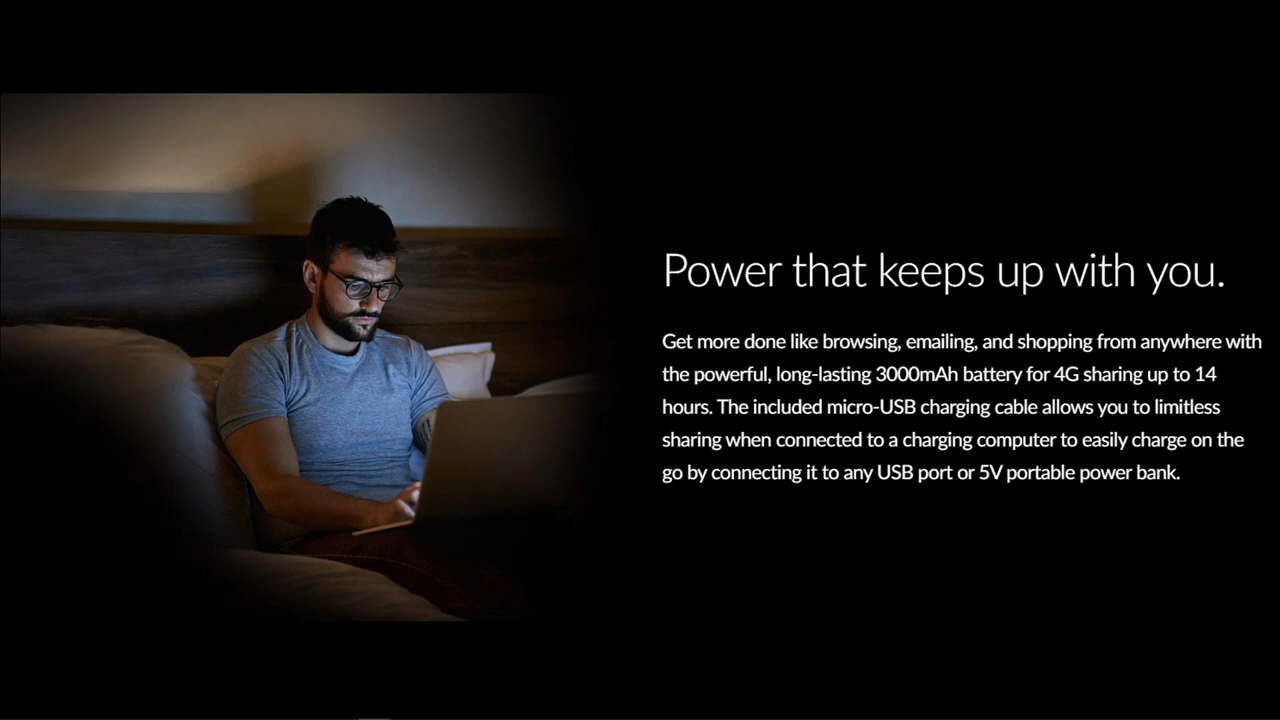 Power that keeps up with you.
Get more done like browsing, emailing, and shopping from anywhere with
the powerful, long-lasting 3000mAh battery for 4G sharing up to 14
hours. The included micro-USB charging cable allows you to limitless
sharing when connected to a charging computer to easily charge on the
go by connecting it to any USB port or 5V portable power bank.